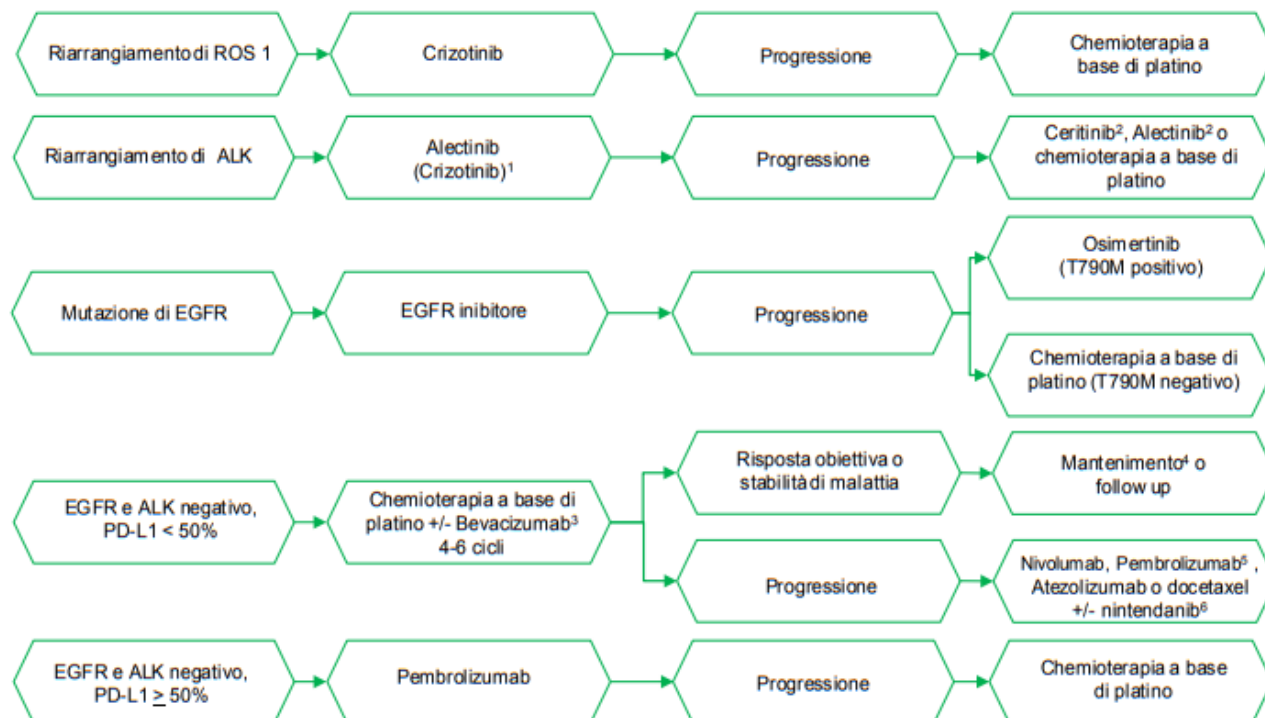 Riarrangiamento di ROS 1
Crizotinib
Progressione
Chemioterapia a
base di platino
Riarrangiamento di ALK
Alectinib
(Crizotinib)¹
Progressione
Ceritinib², Alectinib² o
chemioterapia a base di
platino
Mutazione di EGFR
EGFR inibitore
Progressione
Osimertinib
(T790M positivo)
Chemioterapia a base di
platino (T790M negativo)
EGFR e ALK negativo,
PD-L1 < 50%
Chemioterapia a base di
platino +/- Bevacizumab³
4-6 cicli
Risposta obiettiva o
stabilità di malattia
Mantenimento⁴ o
follow up
Progressione
Nivolumab, Pembrolizumab⁵ ,
Atezolizumab o docetaxel
+/- nintendanib⁶
EGFR e ALK negativo,
PD-L1 ≥ 50%
Pembrolizumab
Progressione
Chemioterapia a base
di platino